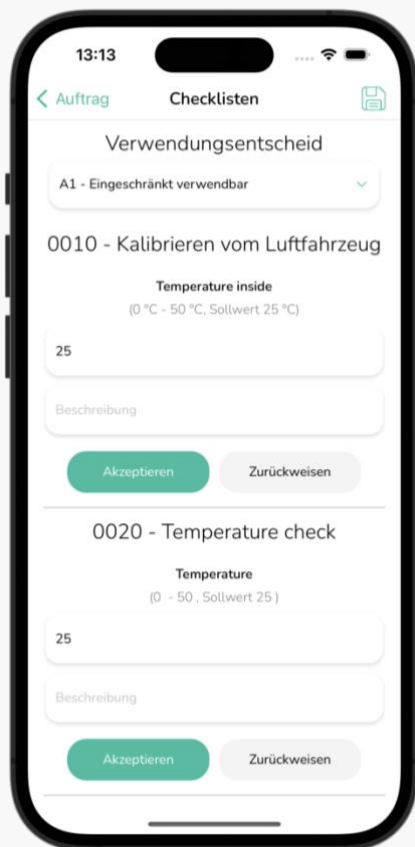 13:13
Auftrag
Checklisten
Verwendungsentscheid
A1 - Eingeschränkt verwendbar
0010 - Kalibrieren vom Luftfahrzeug
Temperature inside
(0 °C - 50 °C, Sollwert 25 °C)
25
Beschreibung
Akzeptieren
Zurückweisen
0020 - Temperature check
Temperature
(0 - 50 , Sollwert 25 )
25
Beschreibung
Akzeptieren
Zurückweisen